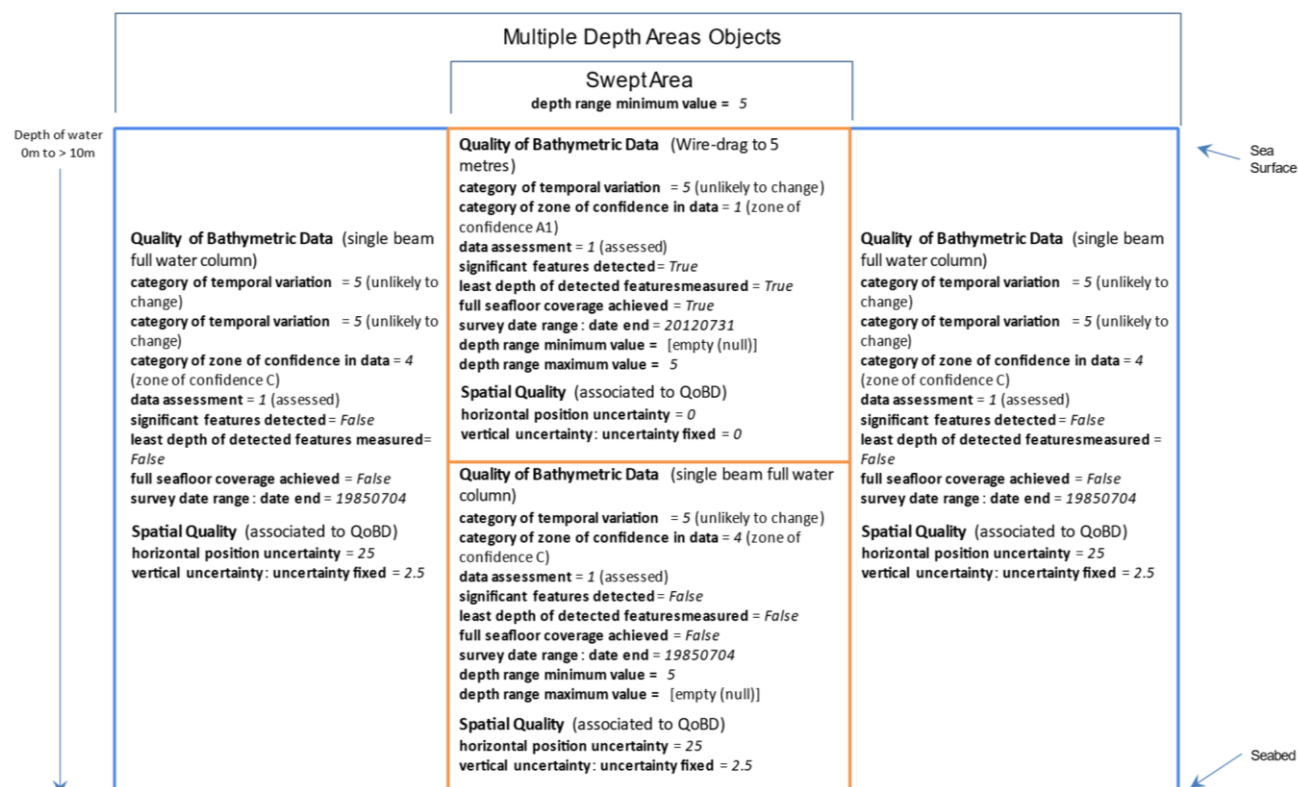 Multiple Depth Areas Objects
Swept Area
depth range minimum value = 5
Depth of water
0m to > 10m
Sea
Surface
Quality of Bathymetric Data (single beam
full water column)
category of temporal variation = 5 (unlikely to
change)
category of temporal variation = 5 (unlikely to
change)
category of zone of confidence in data = 4
(zone of confidence C)
data assessment = 1 (assessed)
significant features detected= False
least depth of detected features measured=
False
full seafloor coverage achieved = False
survey date range: date end = 19850704
Spatial Quality (associated to QoBD)
horizontal position uncertainty = 25
vertical uncertainty: uncertainty fixed = 2.5
Quality of Bathymetric Data (Wire-drag to 5
metres)
category of temporal variation = 5 (unlikely to change)
category of zone of confidence in data = 1 (zone of
confidence A1)
data assessment = 1 (assessed)
significant features detected= True
least depth of detected featuresmeasured = True
full seafloor coverage achieved = True
survey date range: date end = 20120731
depth range minimum value = [empty (null)]
depth range maximum value = 5
Spatial Quality (associated to QoBD)
horizontal position uncertainty = 0
vertical uncertainty: uncertainty fixed = 0
Quality of Bathymetric Data (single beam full water
column)
category of temporal variation = 5 (unlikely to change)
category of zone of confidence in data = 4 (zone of
confidence C)
data assessment = 1 (assessed)
significant features detected= False
least depth of detected featuresmeasured = False
full seafloor coverage achieved = False
survey date range: date end = 19850704
depth range minimum value = 5
depth range maximum value = [empty (null)]
Spatial Quality (associated to QoBD)
horizontal position uncertainty = 25
vertical uncertainty: uncertainty fixed = 2.5
Quality of Bathymetric Data (single beam
full water column)
category of temporal variation = 5 (unlikely to
change)
category of temporal variation = 5 (unlikely to
change)
category of zone of confidence in data = 4
(zone of confidence C)
data assessment = 1 (assessed)
significant features detected= False
least depth of detected featuresmeasured =
False
full seafloor coverage achieved = False
survey date range: date end = 19850704
Spatial Quality (associated to QoBD)
horizontal position uncertainty = 25
vertical uncertainty: uncertainty fixed = 2.5
Seabed